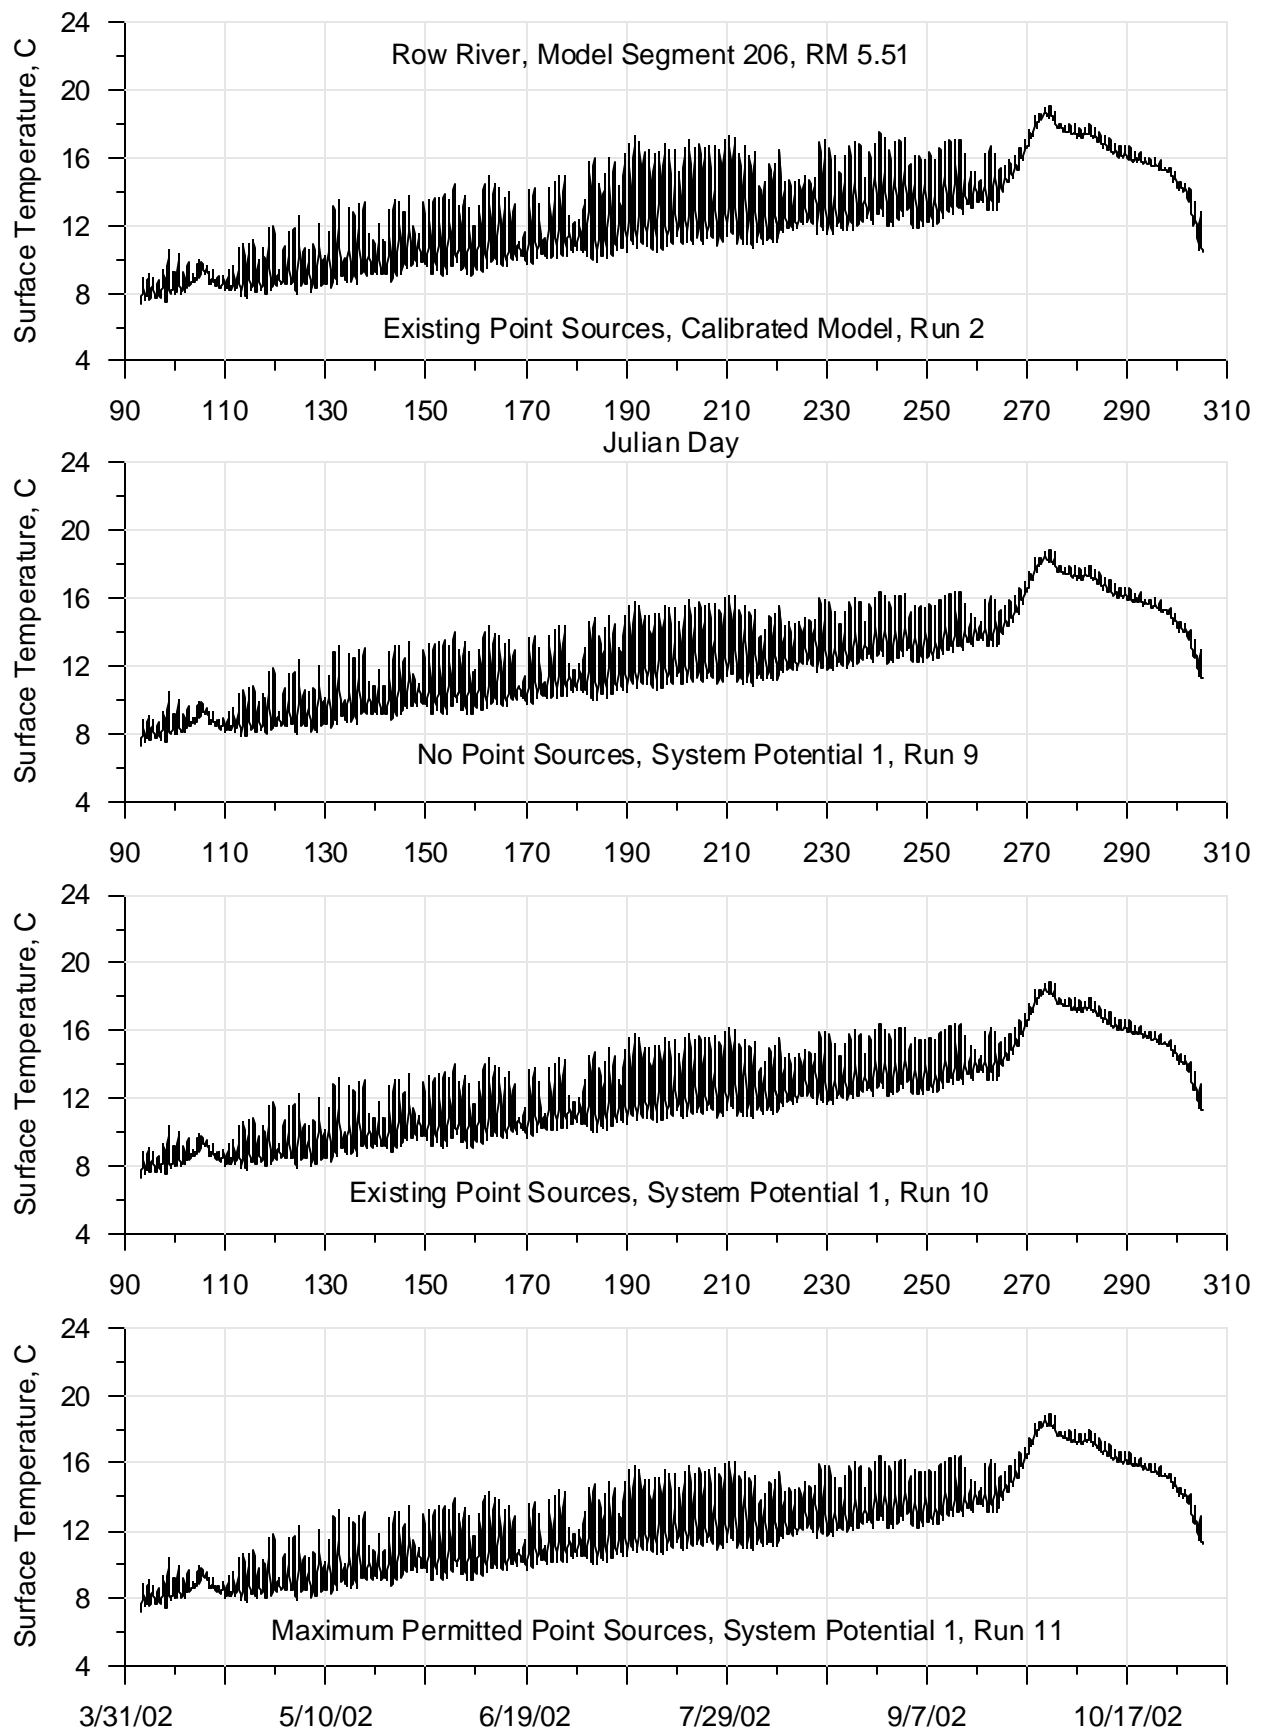 24
Row River, Model Segment 206, RM 5.51
20
16
12
8
4
Surface Temperature, C
Existing Point Sources, Calibrated Model, Run 2
90 110 130 150 170 190 210 230 250 270 290 310
Julian Day
24
20
16
12
8
4
Surface Temperature, C
No Point Sources, System Potential 1, Run 9
90 110 130 150 170 190 210 230 250 270 290 310
24
20
16
12
8
4
Surface Temperature, C
Existing Point Sources, System Potential 1, Run 10
90 110 130 150 170 190 210 230 250 270 290 310
24
20
16
12
8
4
Surface Temperature, C
Maximum Permitted Point Sources, System Potential 1, Run 11
3/31/02 5/10/02 6/19/02 7/29/02 9/7/02 10/17/02